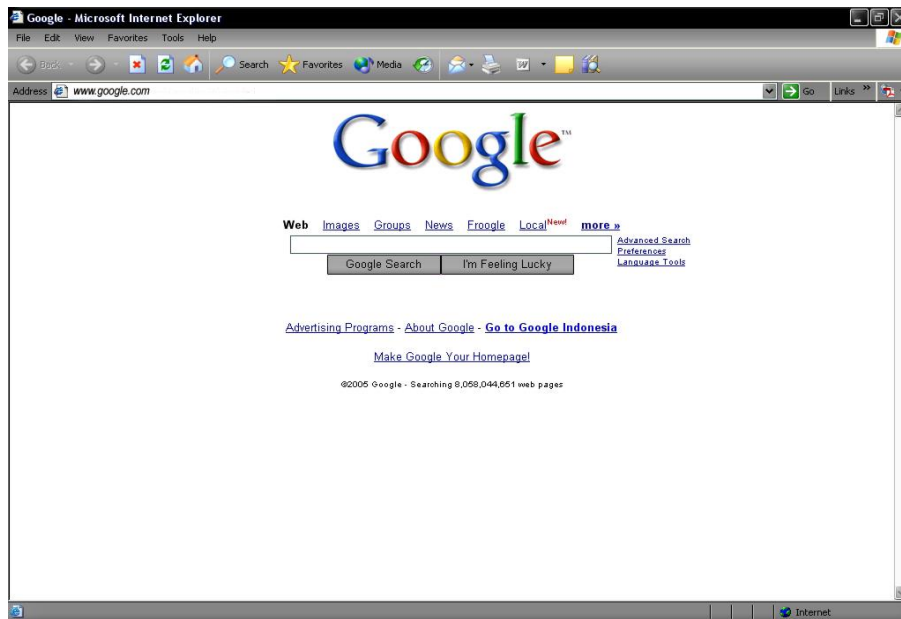 Google - Microsoft Internet Explorer
File Edit View Favorites Tools Help
Back Search Favorites Media
Address www.google.com Go Links »
Google™
Web Images Groups News Froogle Local New! more »
Advanced Search
Preferences
Language Tools
Google Search I'm Feeling Lucky
Advertising Programs - About Google - Go to Google Indonesia
Make Google Your Homepage!
©2005 Google - Searching 8,058,044,651 web pages
Internet